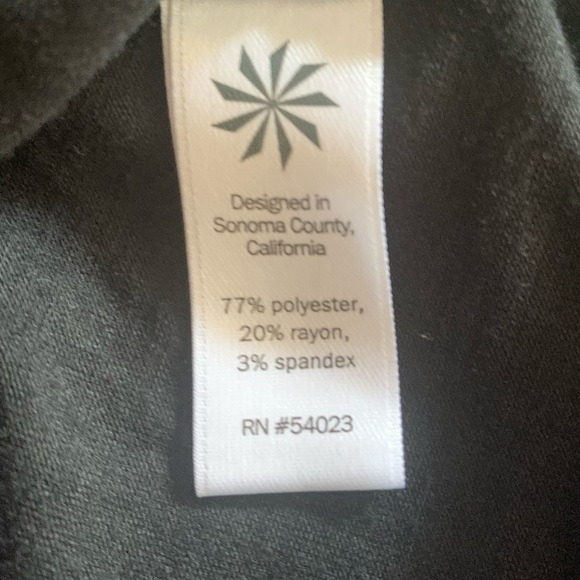 Designed in
Sonoma County,
California
77% polyester,
20% rayon,
3% spandex
RN #54023